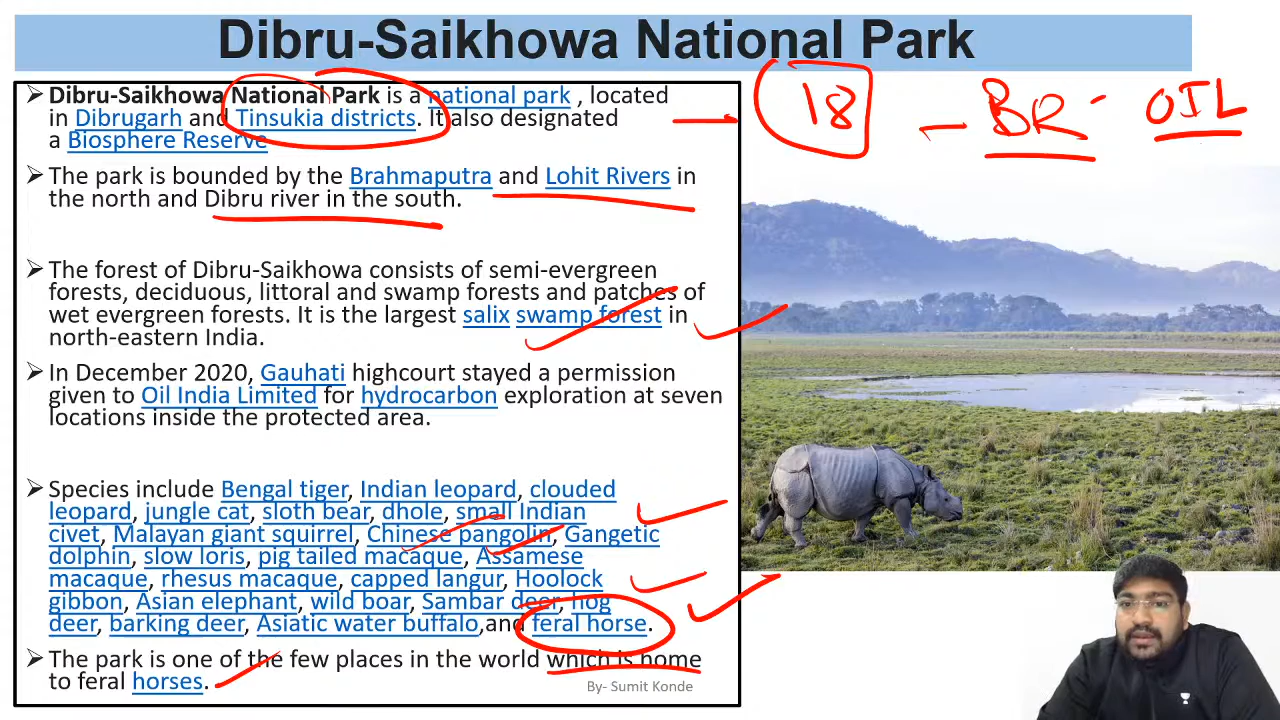 Dibru-Saikhowa National Park
18 - BR - OIL
➢ Dibru-Saikhowa National Park is a national park , located
in Dibrugarh and Tinsukia districts. It also designated
a Biosphere Reserve
➢ The park is bounded by the Brahmaputra and Lohit Rivers in
the north and Dibru river in the south.
➢ The forest of Dibru-Saikhowa consists of semi-evergreen
forests, deciduous, littoral and swamp forests and patches of
wet evergreen forests. It is the largest salix swamp forest in
north-eastern India.
➢ In December 2020, Gauhati highcourt stayed a permission
given to Oil India Limited for hydrocarbon exploration at seven
locations inside the protected area.
➢ Species include Bengal tiger, Indian leopard, clouded
leopard, jungle cat, sloth bear, dhole, small Indian
civet, Malayan giant squirrel, Chinese pangolin, Gangetic
dolphin, slow loris, pig tailed macaque, Assamese
macaque, rhesus macaque, capped langur, Hoolock
gibbon, Asian elephant, wild boar, Sambar deer, hog
deer, barking deer, Asiatic water buffalo,and feral horse.
➢ The park is one of the few places in the world which is home
to feral horses.
By- Sumit Konde